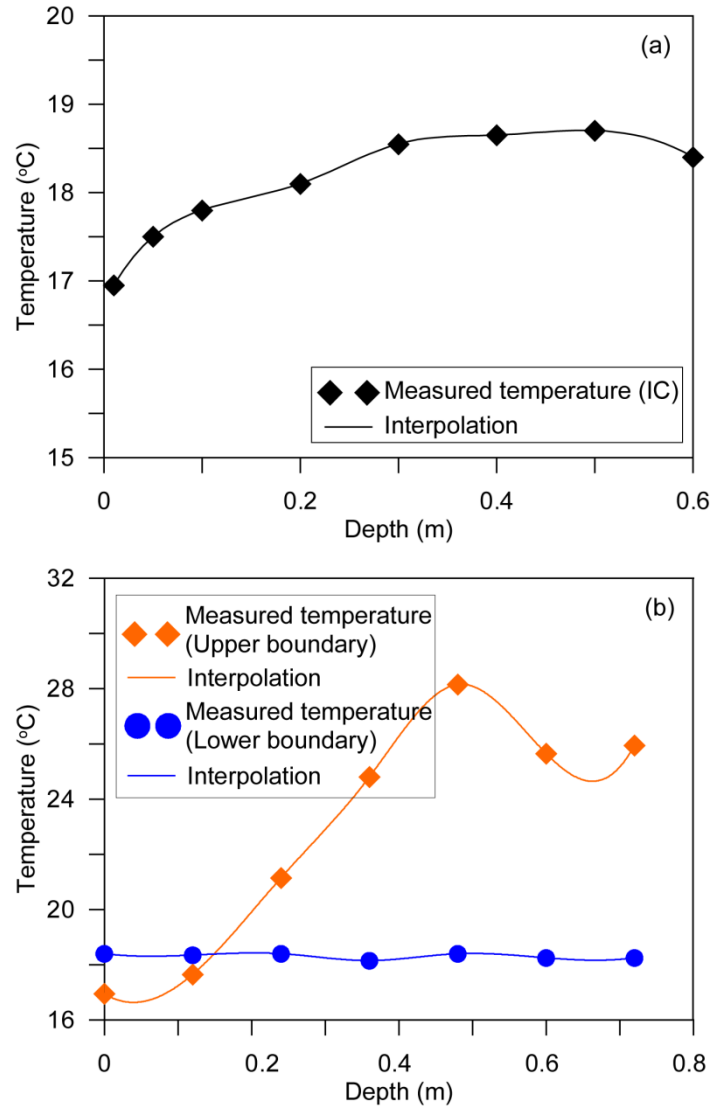 20
19
18
17
16
15
Temperature (°C)
(a)
Measured temperature (IC)
Interpolation
0
0.2
0.4
0.6
Depth (m)
32
28
24
20
16
Temperature (°C)
(b)
Measured temperature
(Upper boundary)
Interpolation
Measured temperature
(Lower boundary)
Interpolation
0
0.2
0.4
0.6
0.8
Depth (m)